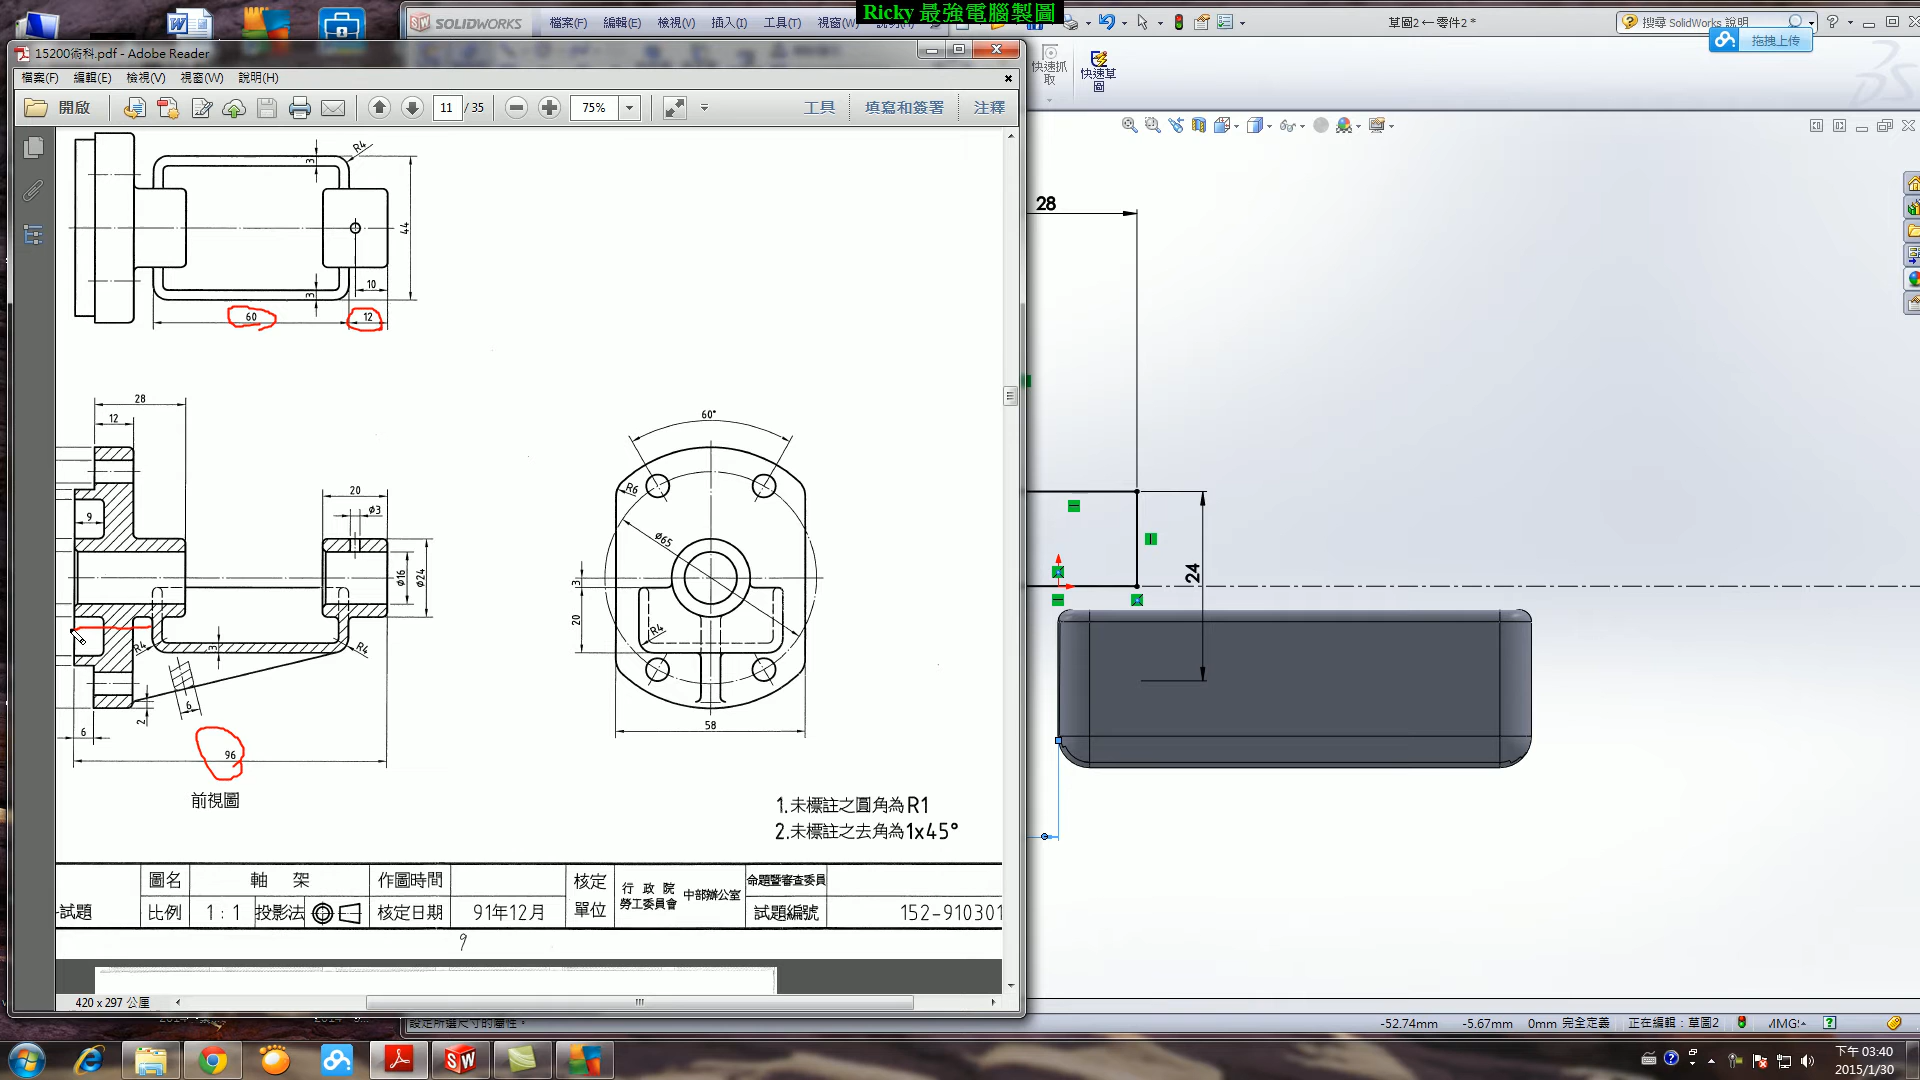 Ricky 最強電腦製圖
SOLIDWORKS 檔案(F) 編輯(E) 檢視(V) 插入(I) 工具(T) 視窗(W)
草圖2 ← 零件2 *
搜尋 SolidWorks 說明
拖拽上传
15200術科.pdf - Adobe Reader
檔案(F) 編輯(E) 檢視(V) 視窗(W) 說明(H)
快速抓取
快速草圖
開啟
11 / 35
75%
工具 填寫和簽署 注釋
R4
3
44
3
10
60
12
28
12
20
ø3
9
ø16
ø24
R4
3
R4
6
2
6
96
前視圖
60°
R6
ø65
3
20
R4
58
1.未標註之圓角為R1
2.未標註之去角為1x45°
圖名 軸 架 作圖時間
比例 1:1 投影法 核定日期 91年12月
核定單位
行 政 院
勞工委員會
中部辦公室
命題暨審查委員
試題編號 152-910301
試題
9
28
24
420 x 297 公厘
設定所選尺寸的屬性。
-52.74mm -5.67mm 0mm 完全定義 正在編輯：草圖2
下午 03:40
2015/1/30